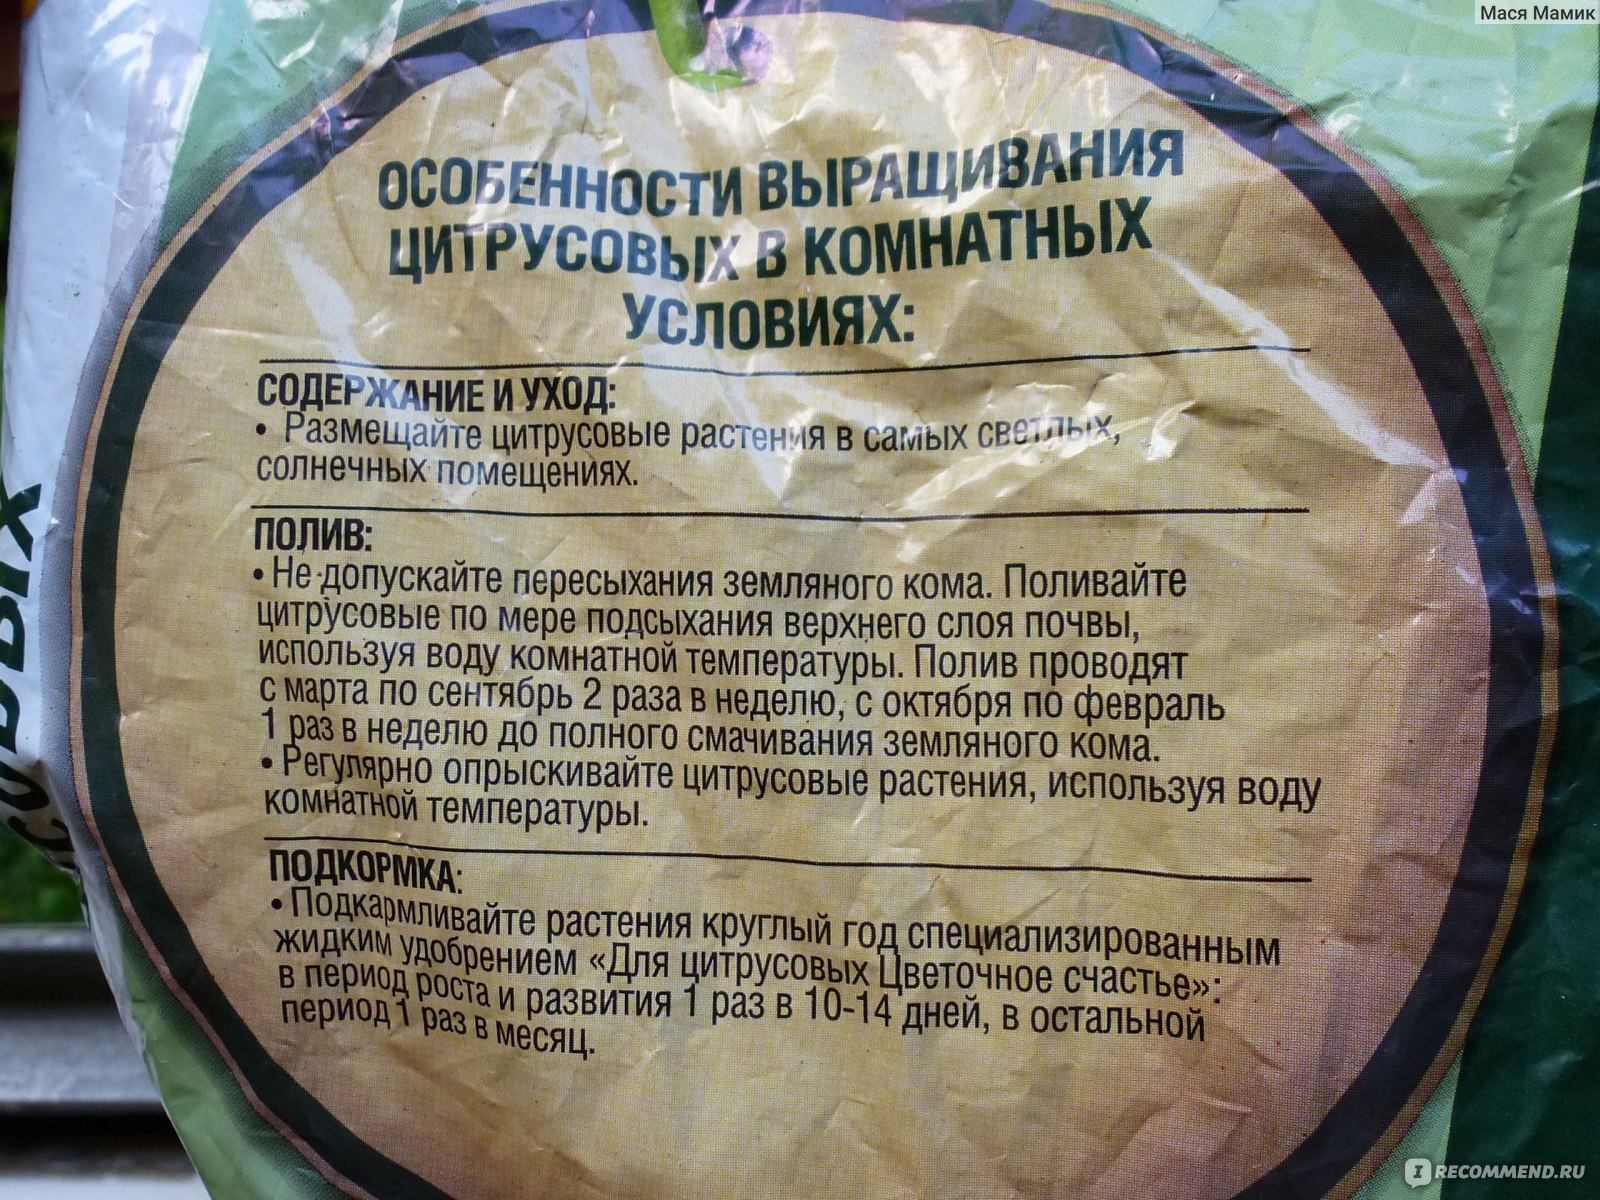 Мася Мамик
ОСОБЕННОСТИ ВЫРАЩИВАНИЯ
ЦИТРУСОВЫХ В КОМНАТНЫХ
УСЛОВИЯХ:
СОДЕРЖАНИЕ И УХОД:
• Размещайте цитрусовые растения в самых светлых,
солнечных помещениях.
ПОЛИВ:
• Не допускайте пересыхания земляного кома. Поливайте
цитрусовые по мере подсыхания верхнего слоя почвы,
используя воду комнатной температуры. Полив проводят
с марта по сентябрь 2 раза в неделю, с октября по февраль
1 раз в неделю до полного смачивания земляного кома.
• Регулярно опрыскивайте цитрусовые растения, используя воду
комнатной температуры.
ПОДКОРМКА:
• Подкармливайте растения круглый год специализированным
жидким удобрением «Для цитрусовых Цветочное счастье»:
в период роста и развития 1 раз в 10-14 дней, в остальной
период 1 раз в месяц.
IRECOMMEND.RU